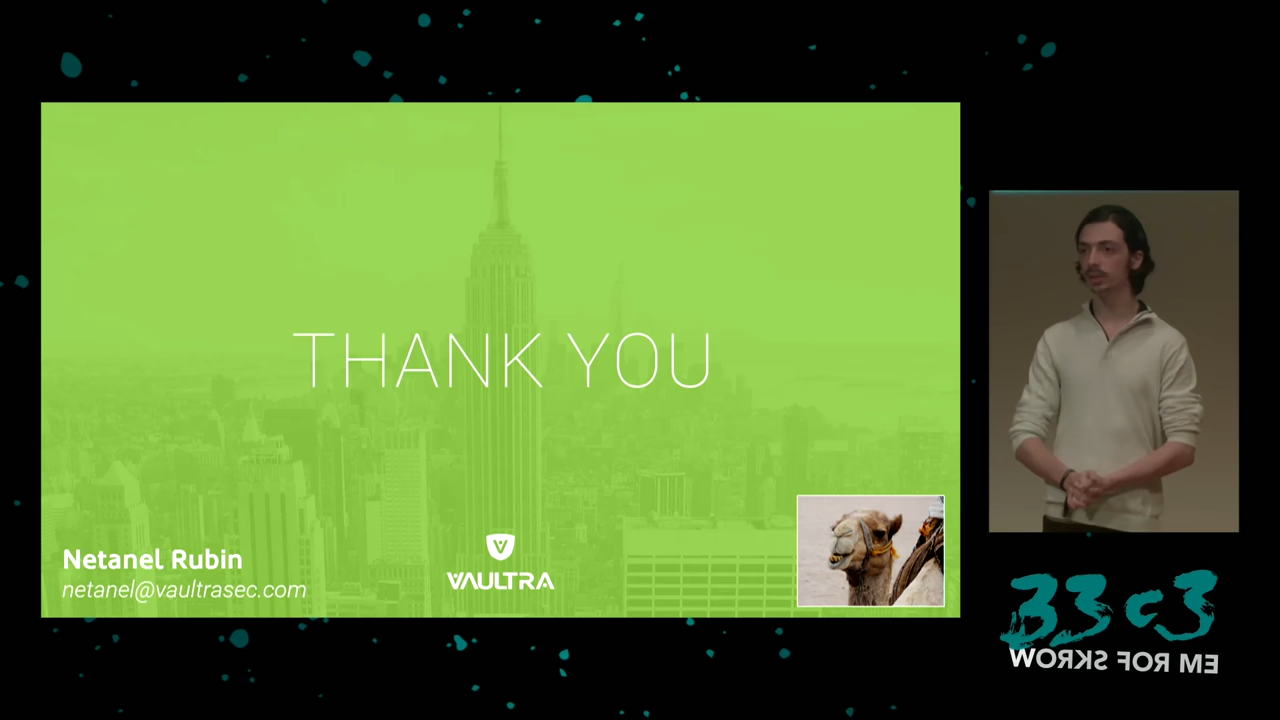 THANK YOU
Netanel Rubin
netanel@vaultrasec.com
VAULTRA
33c3
WORKS FOR ME